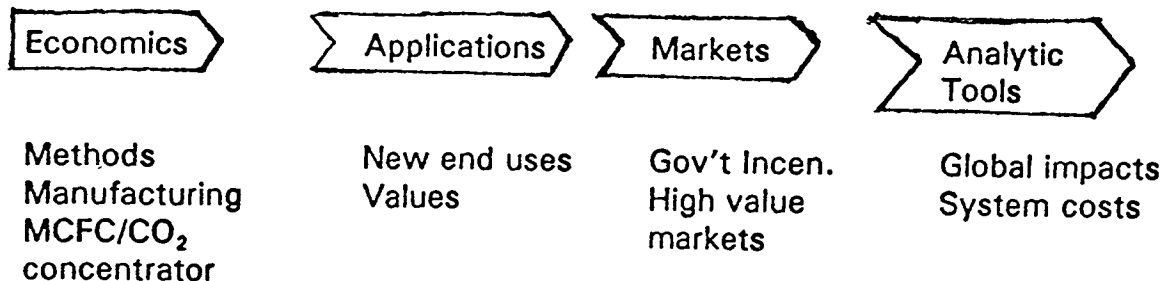 Economics
Methods
Manufacturing
MCFC/CO₂
concentrator
Applications
New end uses
Values
Markets
Gov't Incen.
High value
markets
Analytic
Tools
Global impacts
System costs